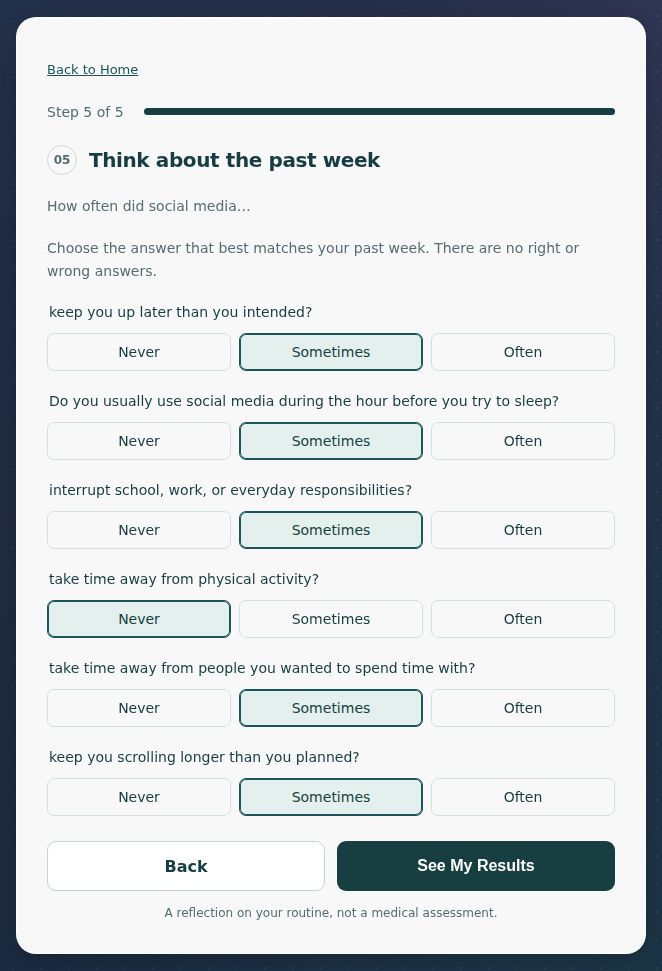 Back to Home
Step 5 of 5
05 Think about the past week
How often did social media...
Choose the answer that best matches your past week. There are no right or
wrong answers.
keep you up later than you intended?
Never Sometimes Often
Do you usually use social media during the hour before you try to sleep?
Never Sometimes Often
interrupt school, work, or everyday responsibilities?
Never Sometimes Often
take time away from physical activity?
Never Sometimes Often
take time away from people you wanted to spend time with?
Never Sometimes Often
keep you scrolling longer than you planned?
Never Sometimes Often
Back See My Results
A reflection on your routine, not a medical assessment.